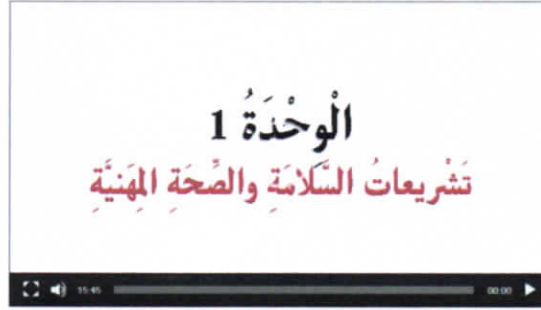 الْوِحْدَةُ 1
تَشْريعاتُ السَّلامَةِ والصِّحَةِ المِهَنيَّةِ
15:45
00:00